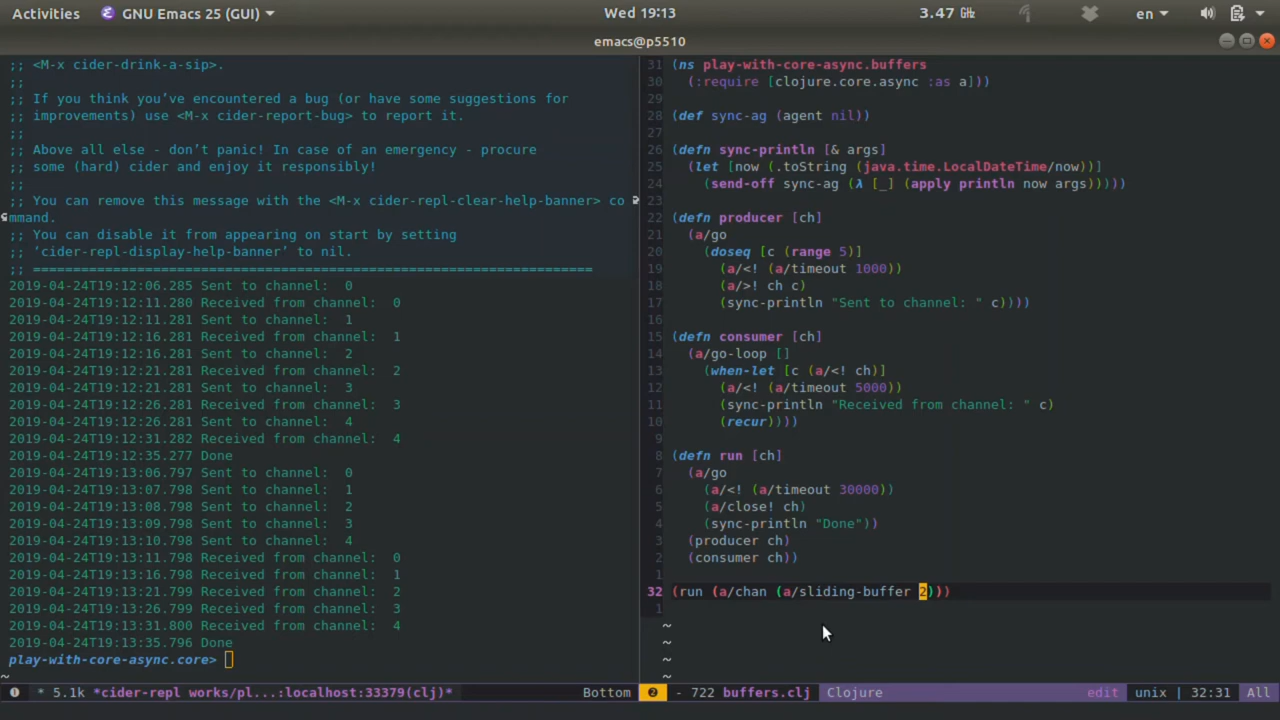 Activities GNU Emacs 25 (GUI) Wed 19:13 3.47 GHz en
emacs@p5510
;; <M-x cider-drink-a-sip>.
;;
;; If you think you’ve encountered a bug (or have some suggestions for
;; improvements) use <M-x cider-report-bug> to report it.
;;
;; Above all else - don’t panic! In case of an emergency - procure
;; some (hard) cider and enjoy it responsibly!
;;
;; You can remove this message with the <M-x cider-repl-clear-help-banner> co
mmand.
;; You can disable it from appearing on start by setting
;; ‘cider-repl-display-help-banner’ to nil.
;; ======================================================================
2019-04-24T19:12:06.285 Sent to channel:  0
2019-04-24T19:12:11.280 Received from channel:  0
2019-04-24T19:12:11.281 Sent to channel:  1
2019-04-24T19:12:16.281 Received from channel:  1
2019-04-24T19:12:16.281 Sent to channel:  2
2019-04-24T19:12:21.281 Received from channel:  2
2019-04-24T19:12:21.281 Sent to channel:  3
2019-04-24T19:12:26.281 Received from channel:  3
2019-04-24T19:12:26.281 Sent to channel:  4
2019-04-24T19:12:31.282 Received from channel:  4
2019-04-24T19:12:35.277 Done
2019-04-24T19:13:06.797 Sent to channel:  0
2019-04-24T19:13:07.798 Sent to channel:  1
2019-04-24T19:13:08.798 Sent to channel:  2
2019-04-24T19:13:09.798 Sent to channel:  3
2019-04-24T19:13:10.798 Sent to channel:  4
2019-04-24T19:13:11.798 Received from channel:  0
2019-04-24T19:13:16.798 Received from channel:  1
2019-04-24T19:13:21.799 Received from channel:  2
2019-04-24T19:13:26.799 Received from channel:  3
2019-04-24T19:13:31.800 Received from channel:  4
2019-04-24T19:13:35.796 Done
play-with-core-async.core>
~
* 5.1k *cider-repl works/pl...:localhost:33379(clj)* Bottom
31 (ns play-with-core-async.buffers
30   (:require [clojure.core.async :as a]))
29
28 (def sync-ag (agent nil))
27
26 (defn sync-println [& args]
25   (let [now (.toString (java.time.LocalDateTime/now))]
24     (send-off sync-ag (λ [_] (apply println now args)))))
23
22 (defn producer [ch]
21   (a/go
20     (doseq [c (range 5)]
19       (a/<! (a/timeout 1000))
18       (a/>! ch c)
17       (sync-println "Sent to channel: " c))))
16
15 (defn consumer [ch]
14   (a/go-loop []
13     (when-let [c (a/<! ch)]
12       (a/<! (a/timeout 5000))
11       (sync-println "Received from channel: " c)
10       (recur))))
9
8 (defn run [ch]
7   (a/go
6     (a/<! (a/timeout 30000))
5     (a/close! ch)
4     (sync-println "Done"))
3   (producer ch)
2   (consumer ch))
1
32 (run (a/chan (a/sliding-buffer 2)))
1
~
~
~
~
2 - 722 buffers.clj Clojure edit unix | 32:31 All